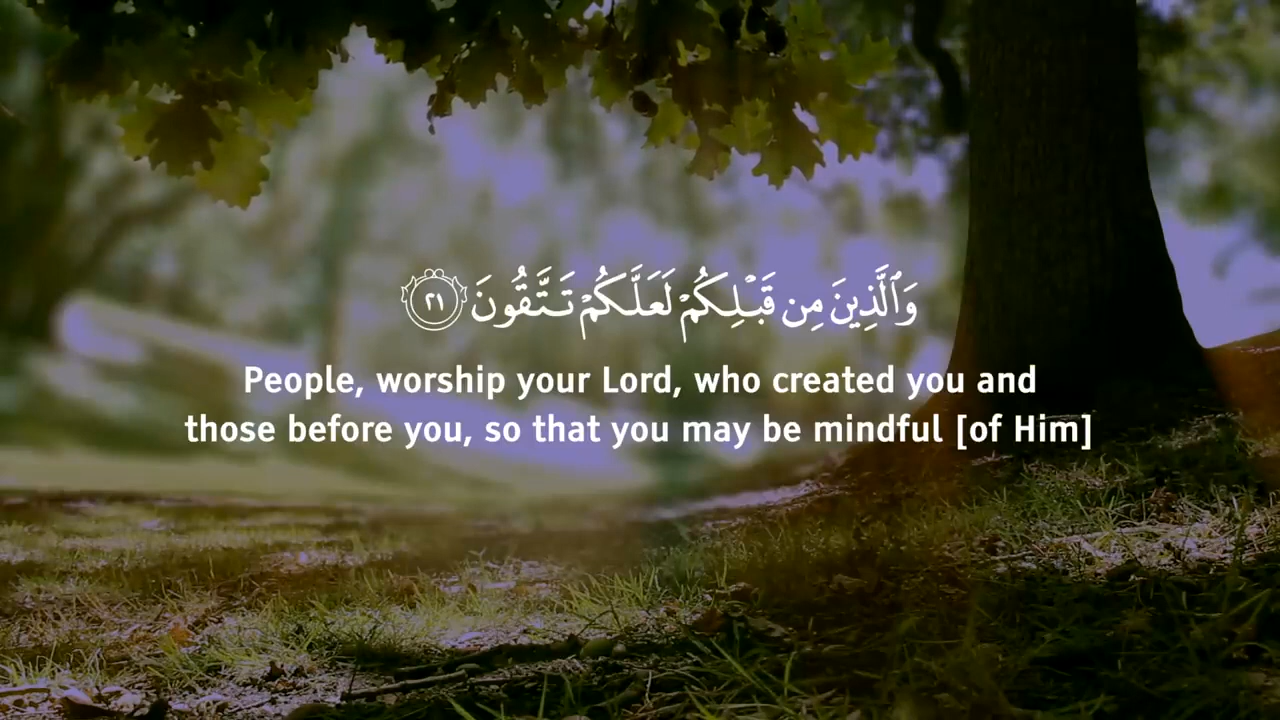 وَٱلَّذِينَ مِن قَبْلِكُمْ لَعَلَّكُمْ تَتَّقُونَ ٢١
People, worship your Lord, who created you and
those before you, so that you may be mindful [of Him]